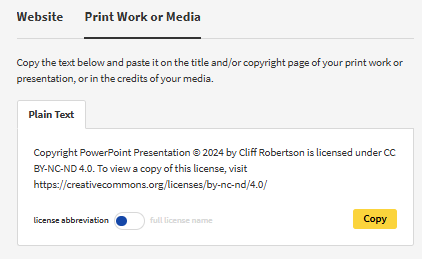 Website Print Work or Media
Copy the text below and paste it on the title and/or copyright page of your print work or
presentation, or in the credits of your media.
Plain Text
Copyright PowerPoint Presentation © 2024 by Cliff Robertson is licensed under CC
BY-NC-ND 4.0. To view a copy of this license, visit
https://creativecommons.org/licenses/by-nc-nd/4.0/
license abbreviation full license name Copy